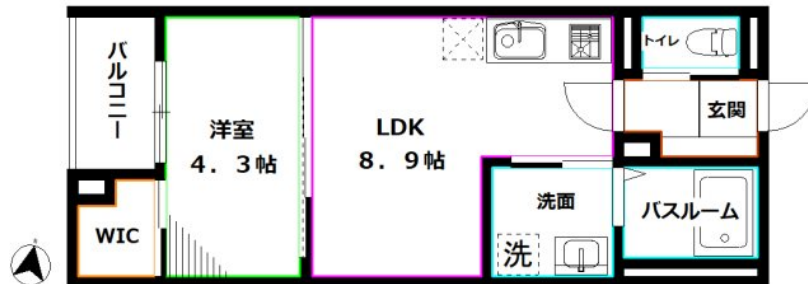 バルコニー
洋室
4．3帖
WIC
LDK
8．9帖
トイレ
玄関
洗面
洗
バスルーム